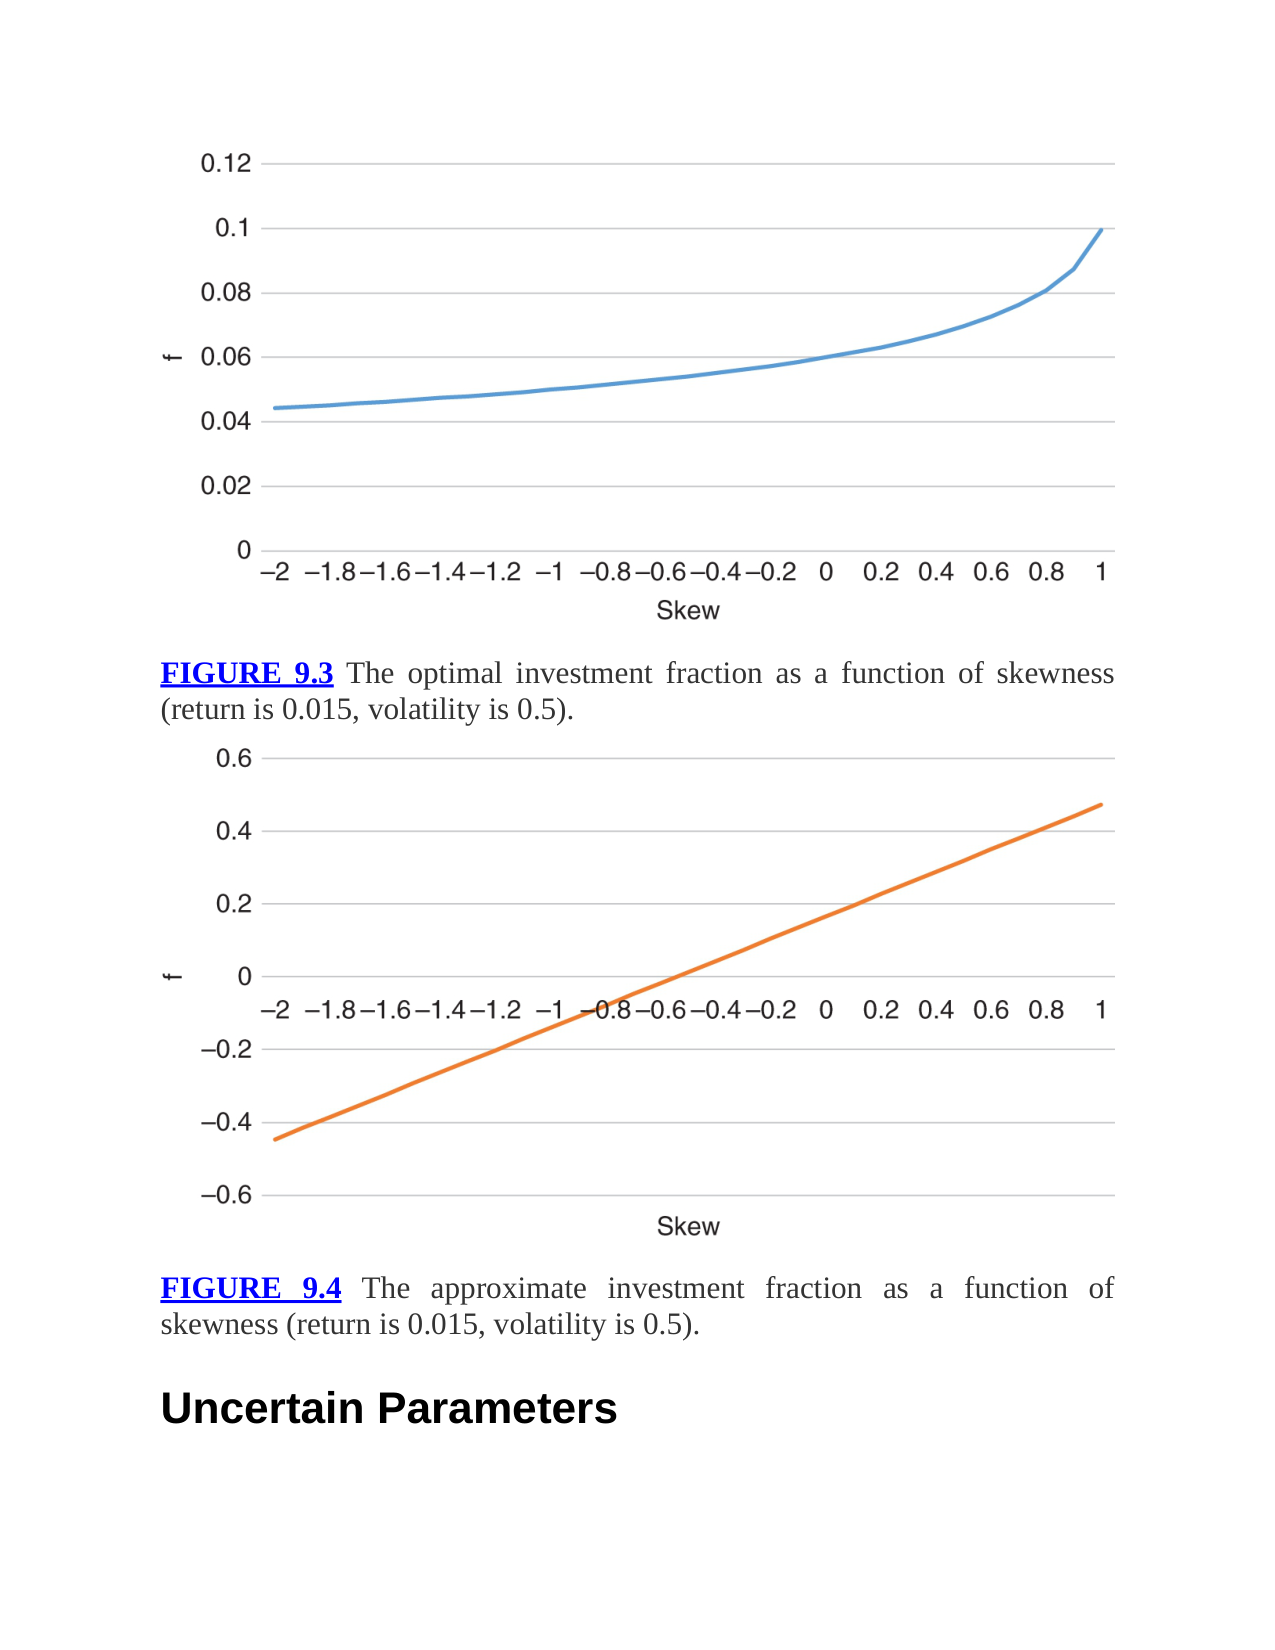 0.12
0.1
0.08
f 0.06
0.04
0.02
0
–2 –1.8 –1.6 –1.4 –1.2 –1 –0.8 –0.6 –0.4 –0.2 0 0.2 0.4 0.6 0.8 1
Skew
FIGURE 9.3 The optimal investment fraction as a function of skewness
(return is 0.015, volatility is 0.5).
0.6
0.4
0.2
f 0
–2 –1.8 –1.6 –1.4 –1.2 –1 –0.8 –0.6 –0.4 –0.2 0 0.2 0.4 0.6 0.8 1
–0.2
–0.4
–0.6
Skew
FIGURE 9.4 The approximate investment fraction as a function of
skewness (return is 0.015, volatility is 0.5).
Uncertain Parameters